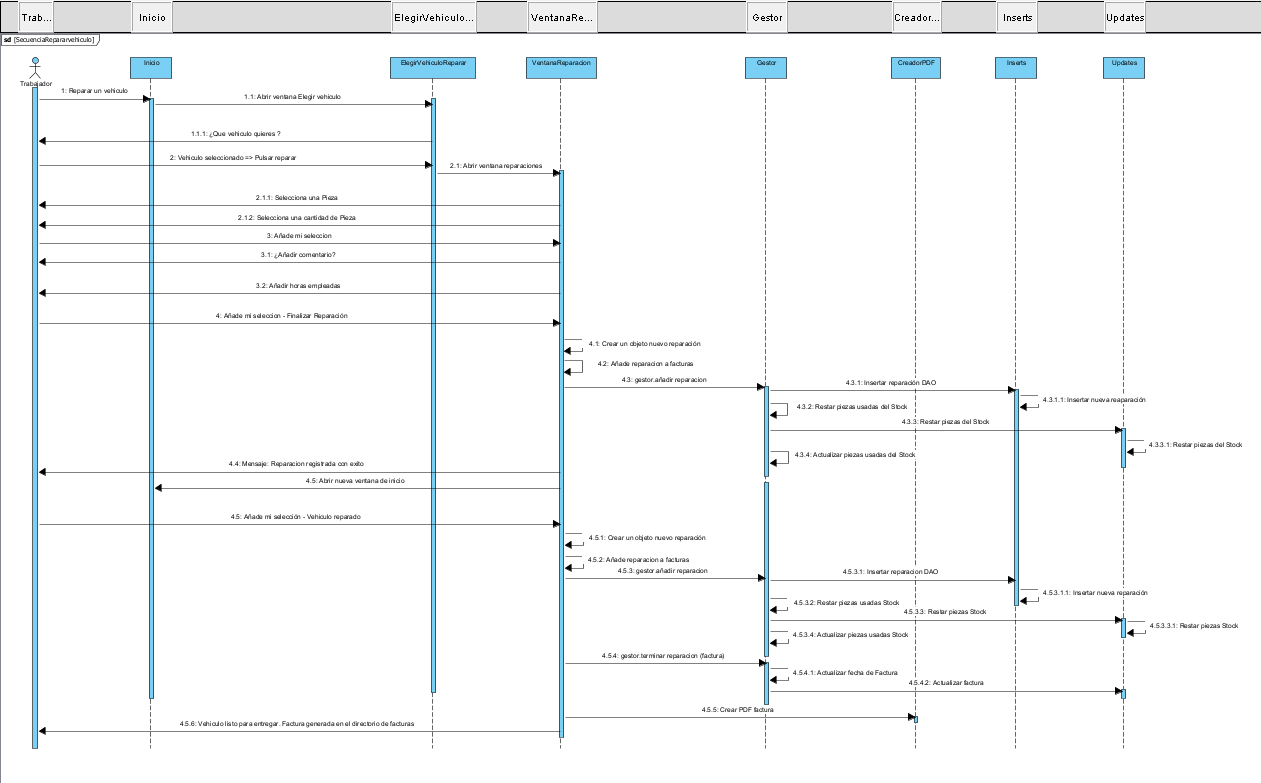 Trab...
Inicio
ElegirVehiculo...
VentanaRe...
Gestor
Creador...
Inserts
Updates
sd [SecuenciaRepararvehiculo]
Trabajador
Inicio
ElegirVehiculoReparar
VentanaReparacion
Gestor
CreadorPDF
Inserts
Updates
1: Reparar un vehiculo
1.1: Abrir ventana Elegir vehiculo
1.1.1: ¿Que vehiculo quieres ?
2: Vehiculo seleccionado => Pulsar reparar
2.1: Abrir ventana reparaciones
2.1.1: Selecciona una Pieza
2.1.2: Selecciona una cantidad de Pieza
3: Añade mi seleccion
3.1: ¿Añadir comentario?
3.2: Añadir horas empleadas
4: Añade mi seleccion - Finalizar Reparación
4.1: Crear un objeto nuevo reparación
4.2: Añade reparacion a facturas
4.3: gestor.añadir reparacion
4.3.1: Insertar reparación DAO
4.3.1.1: Insertar nueva reaparación
4.3.2: Restar piezas usadas del Stock
4.3.3: Restar piezas del Stock
4.3.3.1: Restar piezas del Stock
4.3.4: Actualizar piezas usadas del Stock
4.4: Mensaje: Reparacion registrada con exito
4.5: Abrir nueva ventana de inicio
4.5: Añade mi selección - Vehiculo reparado
4.5.1: Crear un objeto nuevo reparación
4.5.2: Añade reparacion a facturas
4.5.3: gestor.añadir reparacion
4.5.3.1: Insertar reparacion DAO
4.5.3.1.1: Insertar nueva reparación
4.5.3.2: Restar piezas usadas Stock
4.5.3.3: Restar piezas Stock
4.5.3.3.1: Restar piezas Stock
4.5.3.4: Actualizar piezas usadas Stock
4.5.4: gestor.terminar reparacion (factura)
4.5.4.1: Actualizar fecha de Factura
4.5.4.2: Actualizar factura
4.5.5: Crear PDF factura
4.5.6: Vehiculo listo para entregar. Factura generada en el directorio de facturas